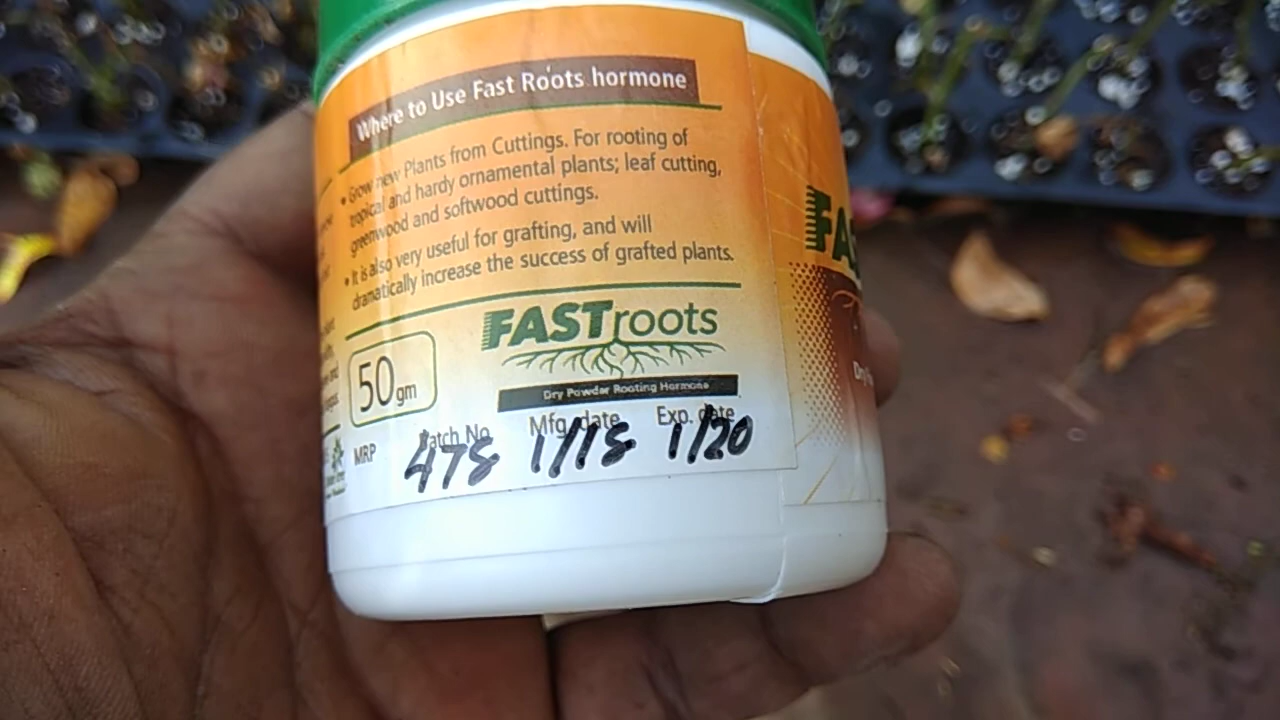 Where to Use Fast Roots hormone
• Grow new Plants from Cuttings. For rooting of
tropical and hardy ornamental plants; leaf cutting,
greenwood and softwood cuttings.
• It is also very useful for grafting, and will
dramatically increase the success of grafted plants.
FASTroots
50gm
Dry Powder Rooting Hormone
MRP Batch No. Mfg. date Exp. date
478 1/18 1/20
FA